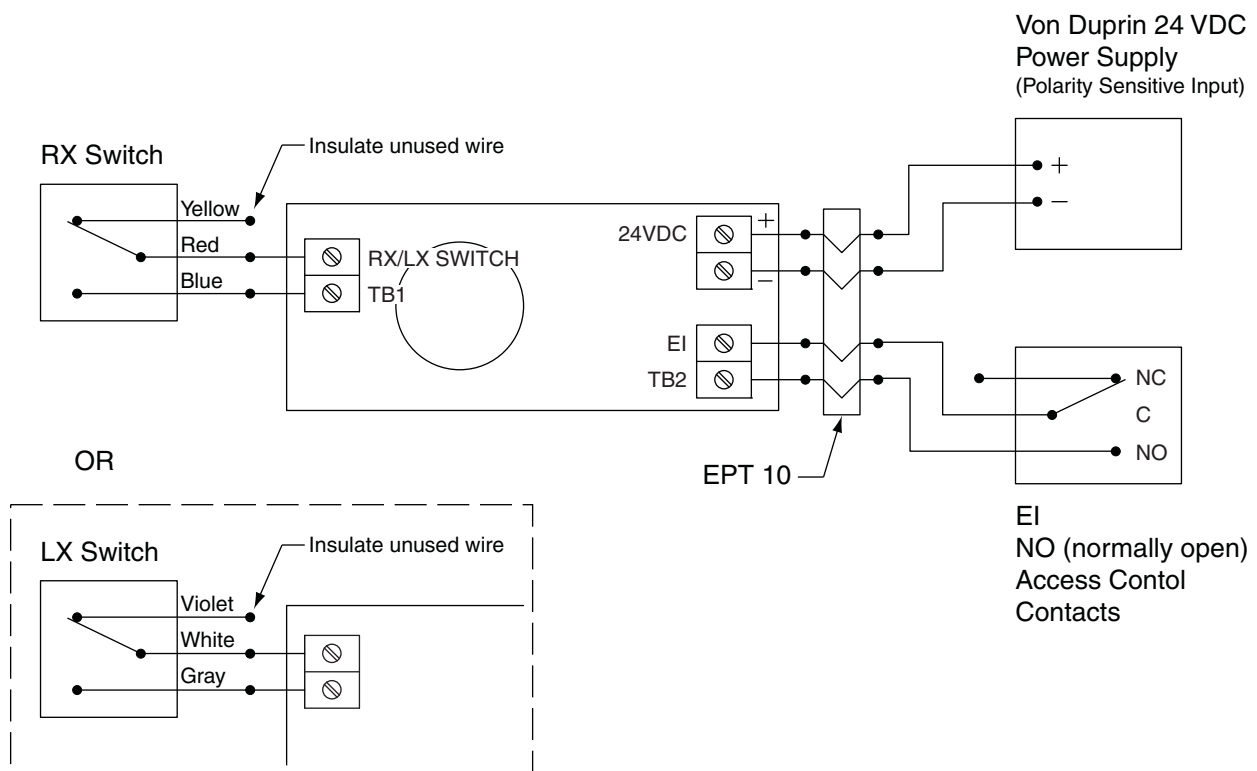 Von Duprin 24 VDC
Power Supply
(Polarity Sensitive Input)
+
−
RX Switch
Insulate unused wire
Yellow
Red
Blue
RX/LX SWITCH
TB1
24VDC
+
−
EI
TB2
EPT 10
NC
C
NO
EI
NO (normally open)
Access Contol
Contacts
OR
LX Switch
Insulate unused wire
Violet
White
Gray